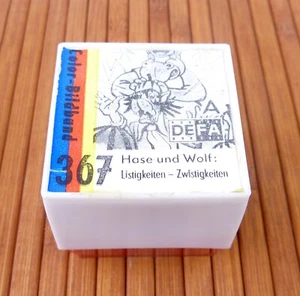 Color-Bildband
367
DEFA
Hase und Wolf:
Listigkeiten – Zwistigkeiten